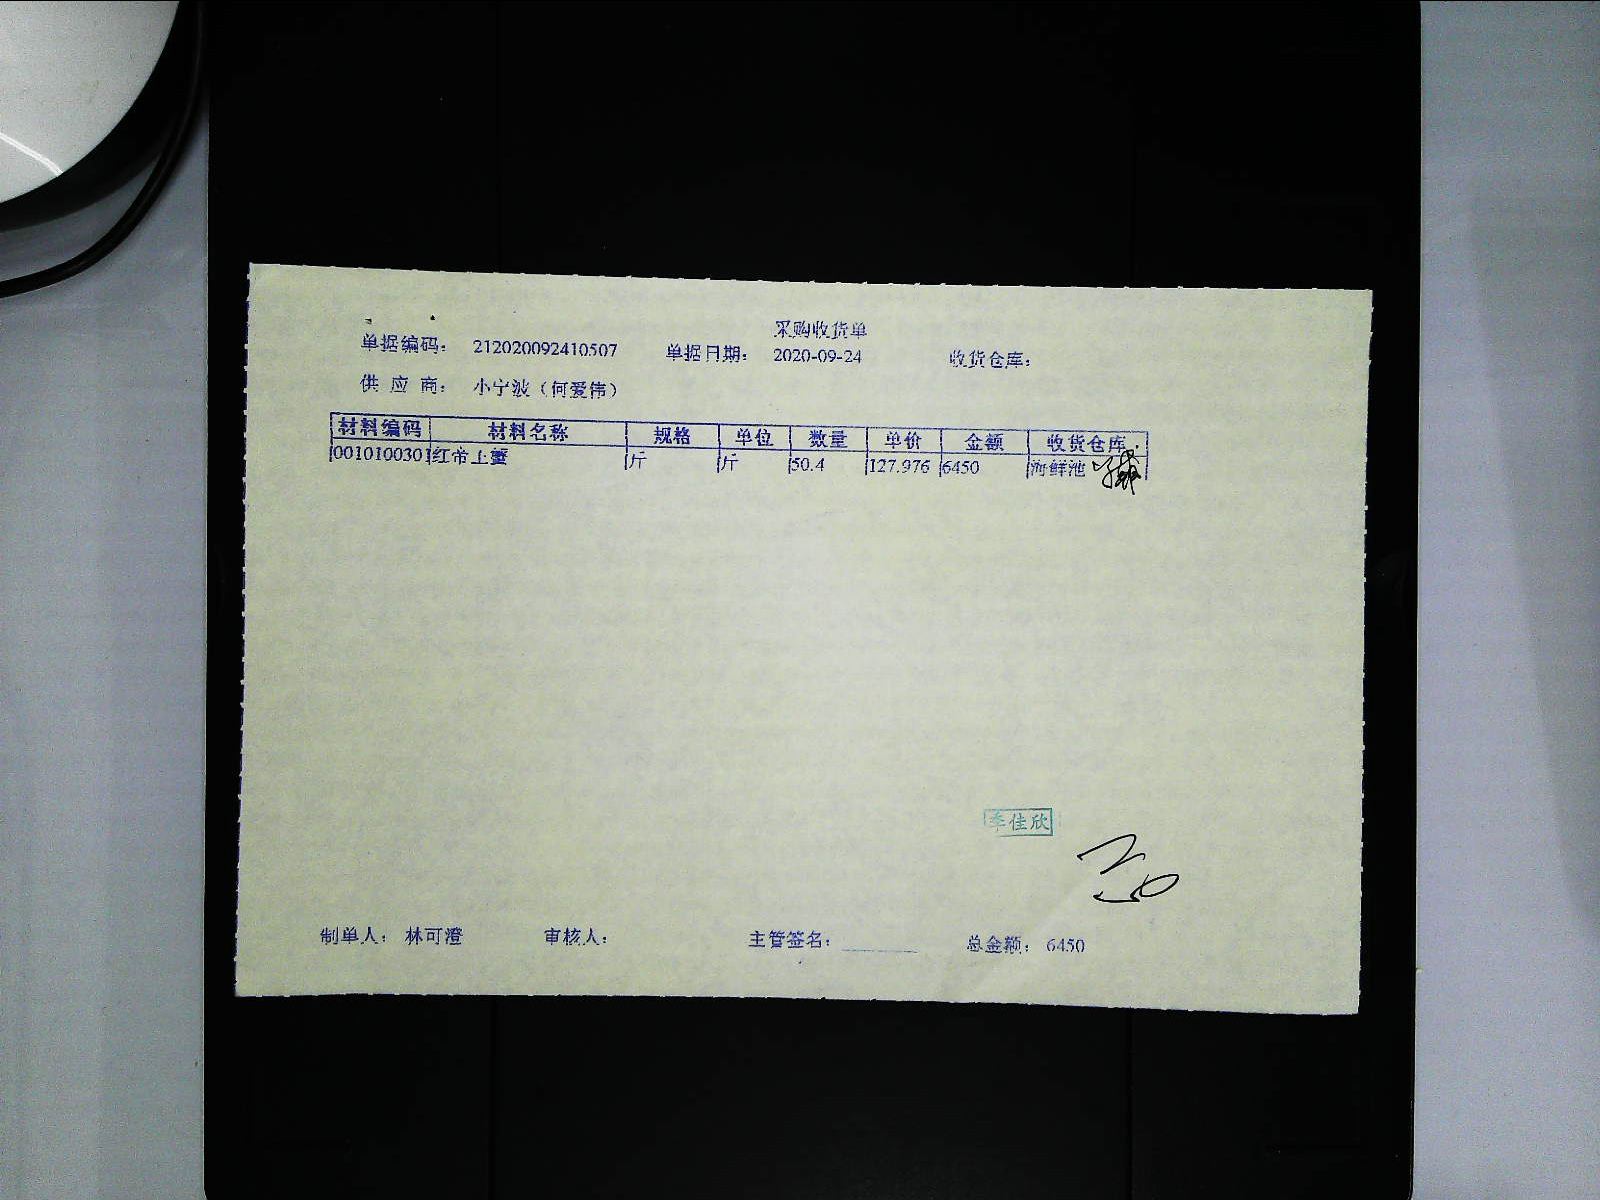 采购收货单
单据编码： 212020092410507 单据日期： 2020-09-24 收货仓库：
供 应 商： 小宁波（何爱伟）
材料编码 材料名称 规格 单位 数量 单价 金额 收货仓库
0010100301 红帝王蟹 斤 斤 50.4 127.976 6450 海鲜池
季佳欣
制单人： 林可澄 审核人： 主管签名： 总金额： 6450